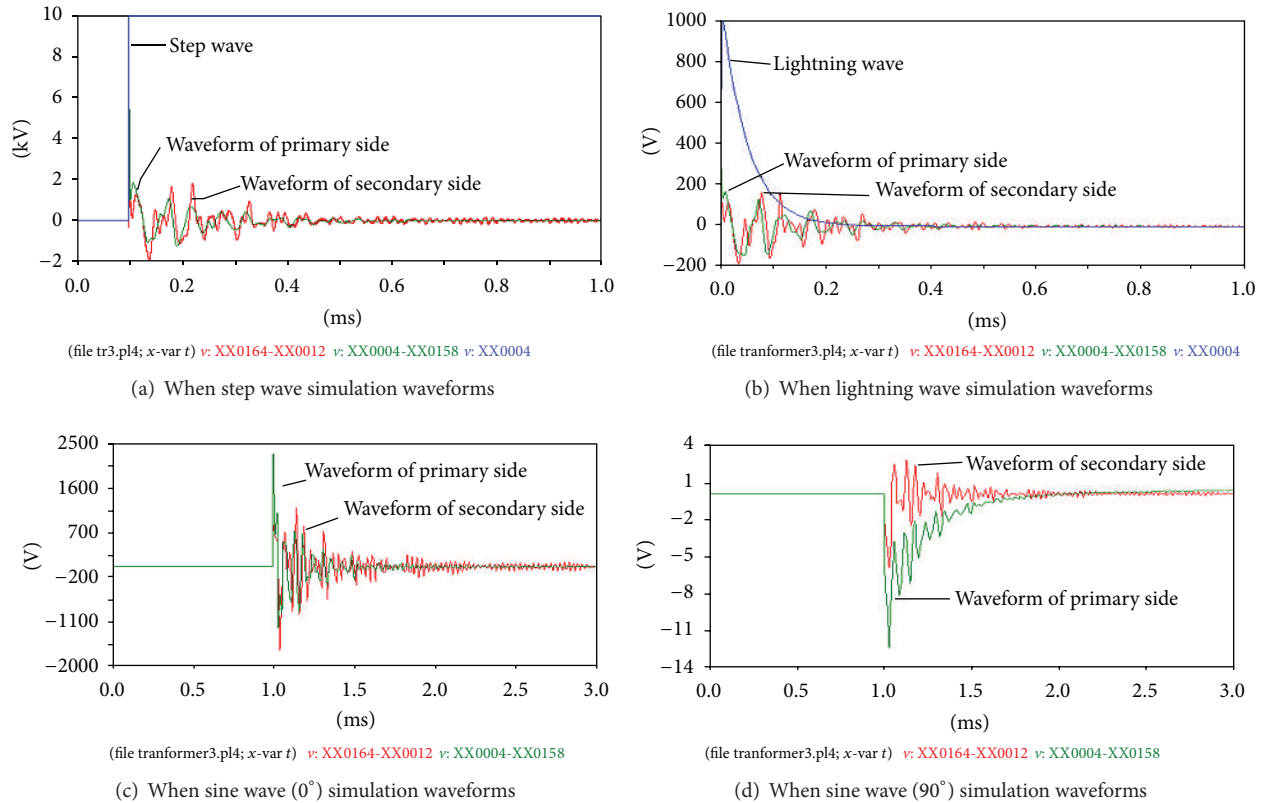 10
8
6
4
2
0
−2
(kV)
Step wave
Waveform of primary side
Waveform of secondary side
0.0 0.2 0.4 0.6 0.8 1.0
(ms)
(file tr3.pl4; x-var t) v: XX0164-XX0012 v: XX0004-XX0158 v: XX0004
(a) When step wave simulation waveforms
1000
800
600
400
200
0
−200
(V)
Lightning wave
Waveform of primary side
Waveform of secondary side
0.0 0.2 0.4 0.6 0.8 1.0
(ms)
(file tranformer3.pl4; x-var t) v: XX0164-XX0012 v: XX0004-XX0158 v: XX0004
(b) When lightning wave simulation waveforms
2500
1600
700
−200
−1100
−2000
(V)
Waveform of primary side
Waveform of secondary side
0.0 0.5 1.0 1.5 2.0 2.5 3.0
(ms)
(file tranformer3.pl4; x-var t) v: XX0164-XX0012 v: XX0004-XX0158
(c) When sine wave (0°) simulation waveforms
4
1
−2
−5
−8
−11
−14
(V)
Waveform of secondary side
Waveform of primary side
0.0 0.5 1.0 1.5 2.0 2.5 3.0
(ms)
(file tranformer3.pl4; x-var t) v: XX0164-XX0012 v: XX0004-XX0158
(d) When sine wave (90°) simulation waveforms